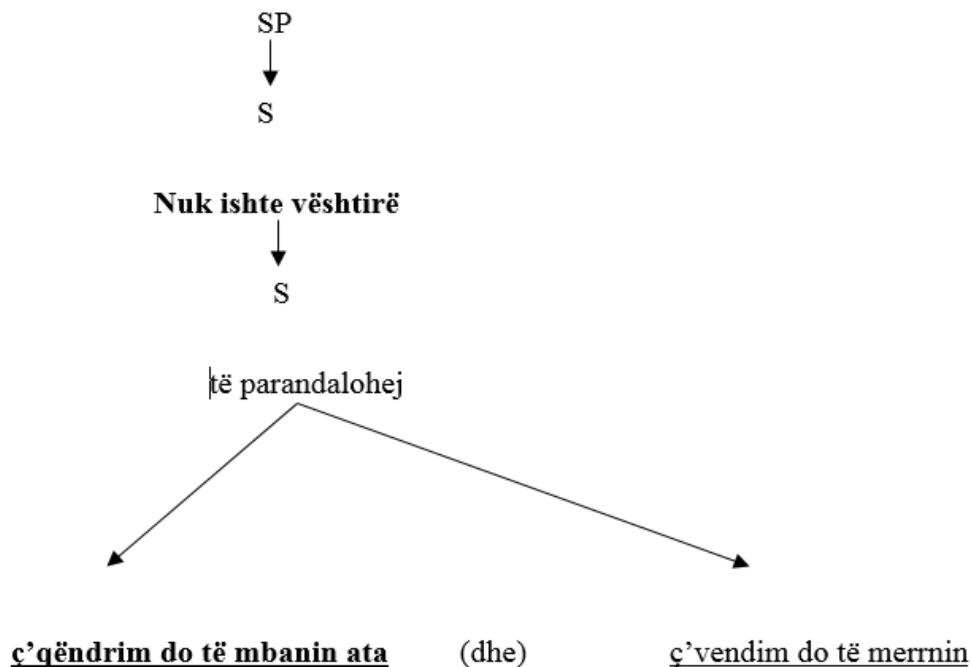 SP
S
Nuk ishte vështirë
S
të parandalohej
ç’qëndrim do të mbanin ata (dhe) ç’vendim do të merrnin